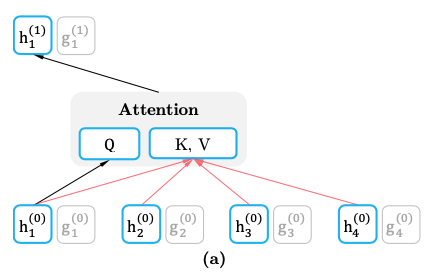 h₁⁽¹⁾ g₁⁽¹⁾
Attention
Q K, V
h₁⁽⁰⁾ g₁⁽⁰⁾ h₂⁽⁰⁾ g₂⁽⁰⁾ h₃⁽⁰⁾ g₃⁽⁰⁾ h₄⁽⁰⁾ g₄⁽⁰⁾
(a)